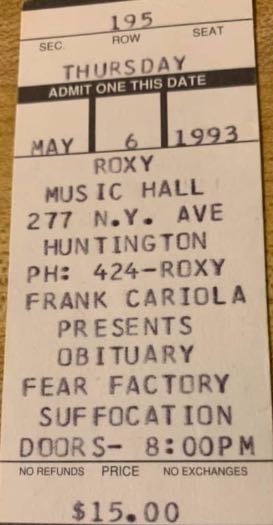 195
SEC. ROW SEAT
THURSDAY
ADMIT ONE THIS DATE
MAY 6 1993
ROXY
MUSIC HALL
277 N.Y. AVE
HUNTINGTON
PH: 424-ROXY
FRANK CARIOLA
PRESENTS
OBITUARY
FEAR FACTORY
SUFFOCATION
DOORS- 8:00PM
NO REFUNDS PRICE NO EXCHANGES
$15.00